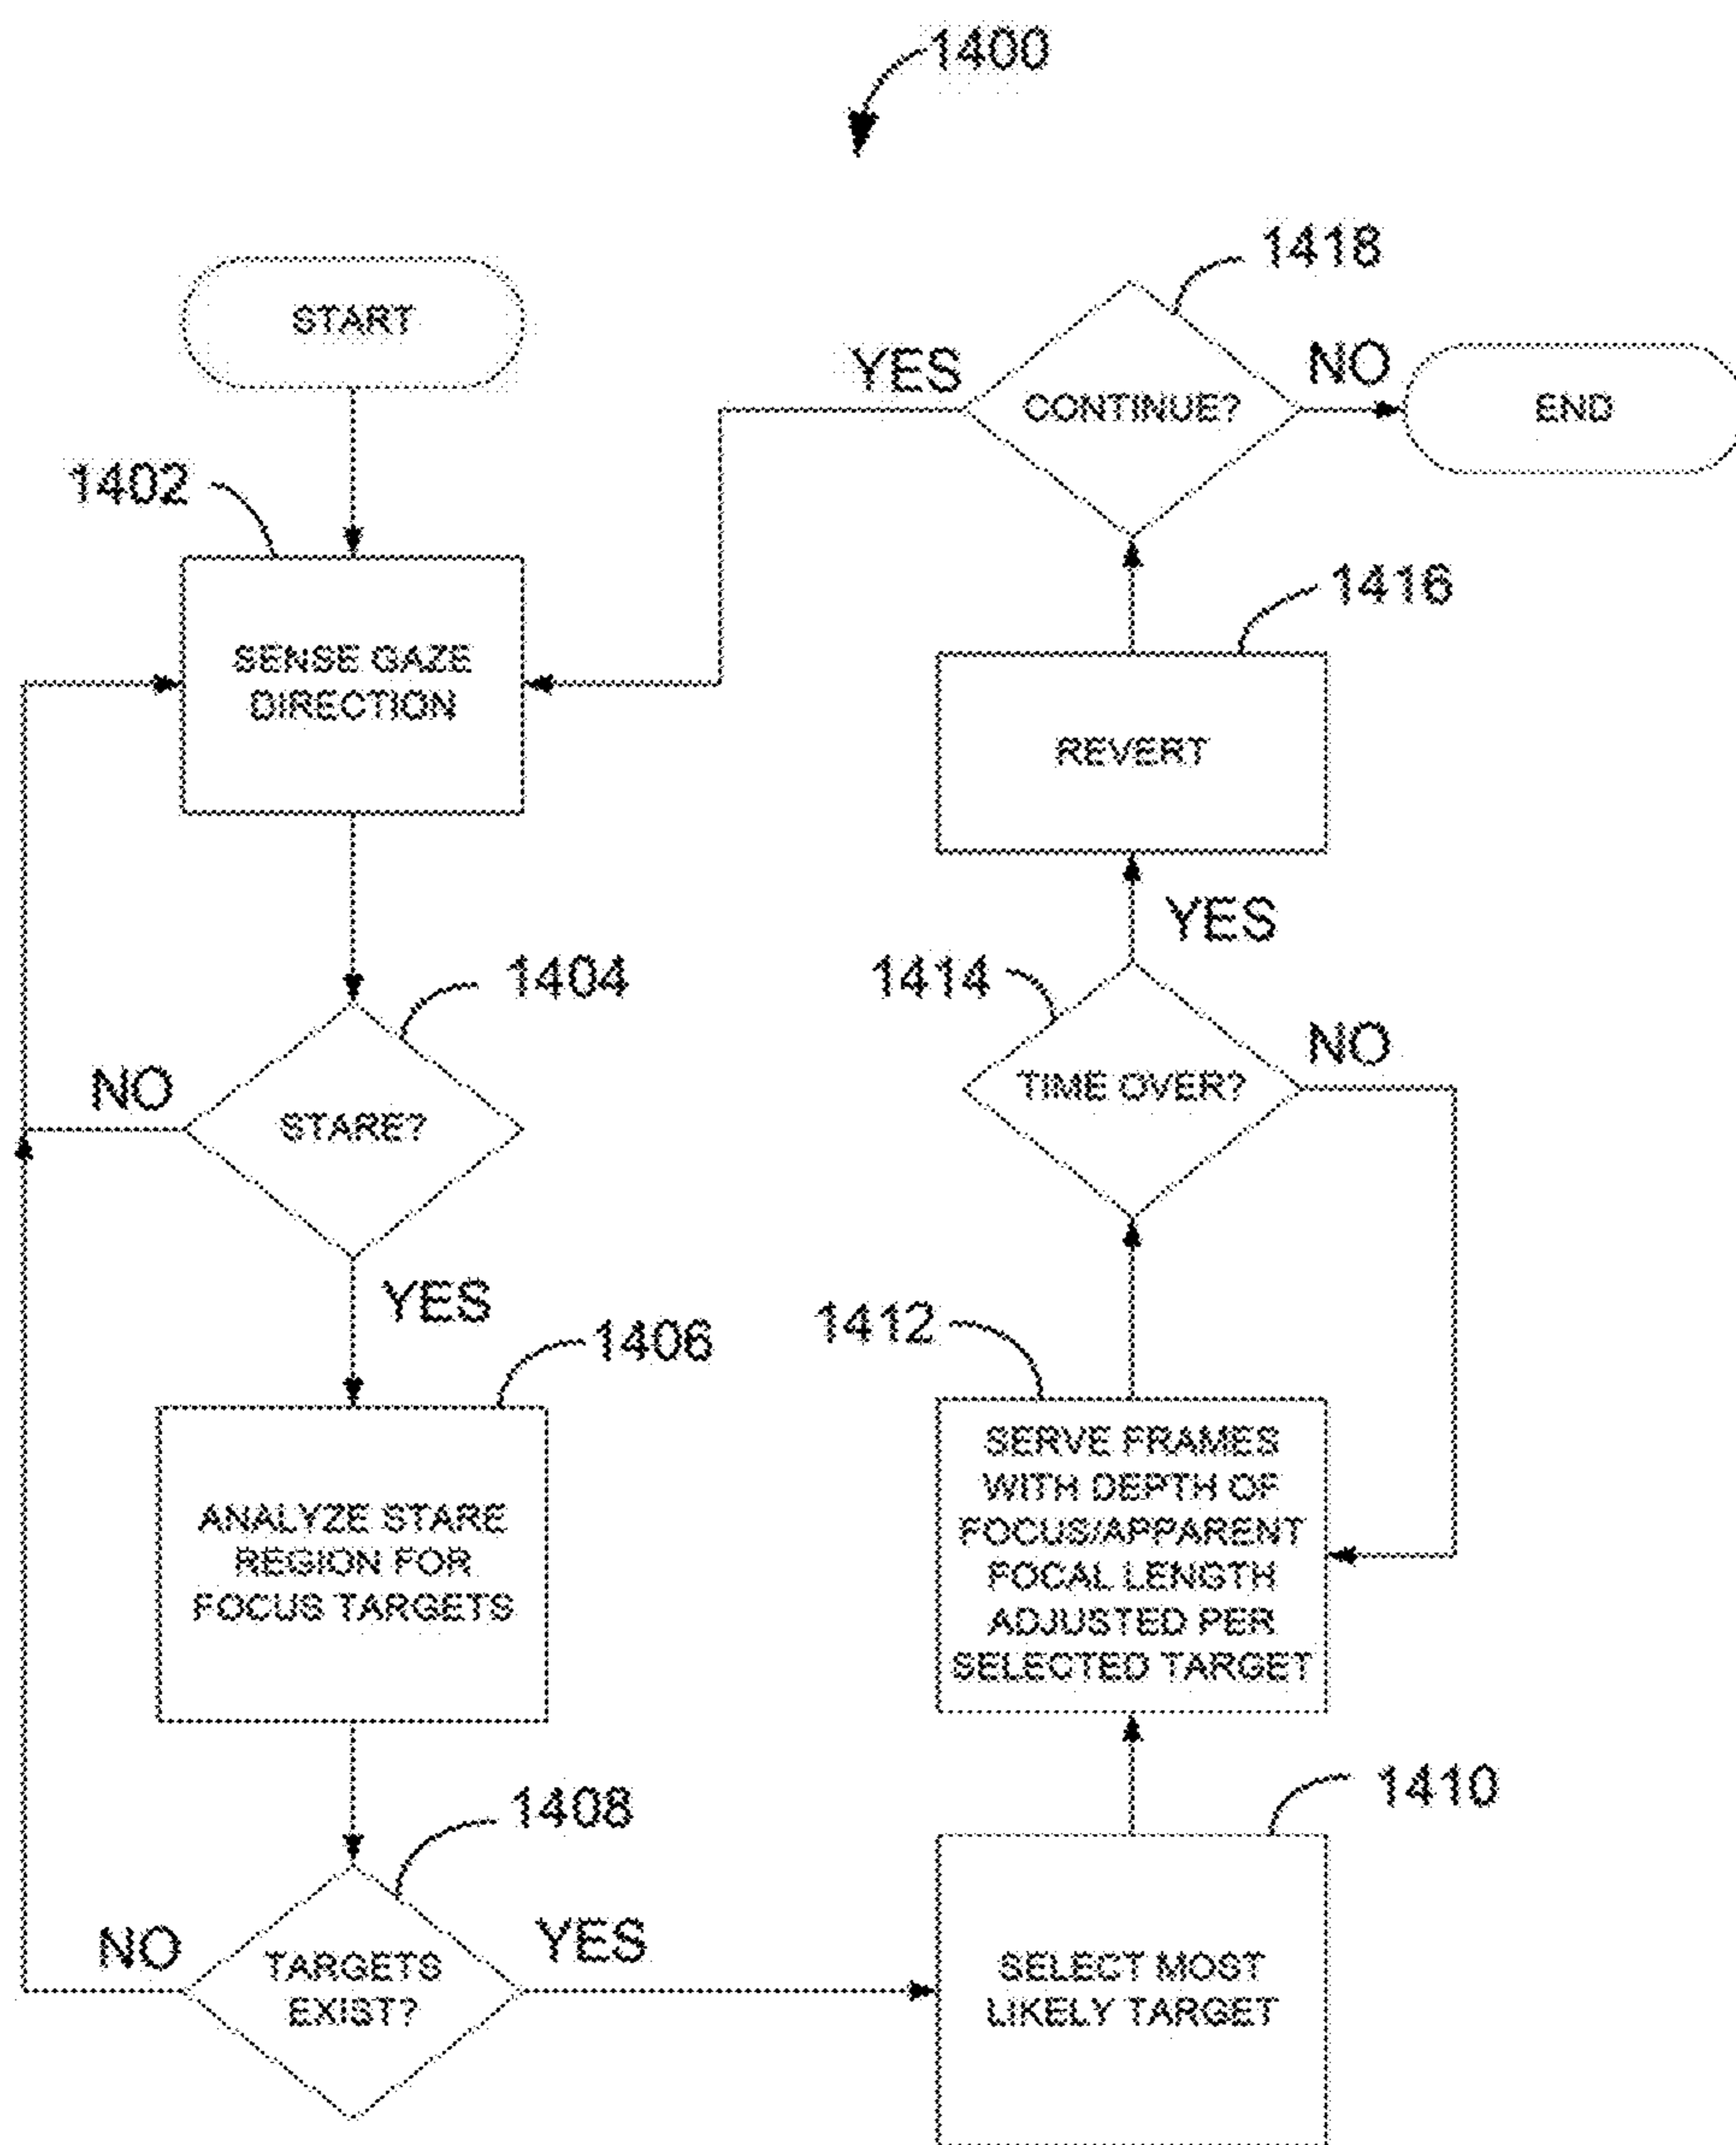 1400
START
1402
SENSE GAZE
DIRECTION
1404
STARE?
NO
YES
1406
ANALYZE STARE
REGION FOR
FOCUS TARGETS
1408
TARGETS
EXIST?
NO
YES
1410
SELECT MOST
LIKELY TARGET
1412
SERVE FRAMES
WITH DEPTH OF
FOCUS/APPARENT
FOCAL LENGTH
ADJUSTED PER
SELECTED TARGET
1414
TIME OVER?
NO
YES
1416
REVERT
1418
CONTINUE?
YES
NO
END